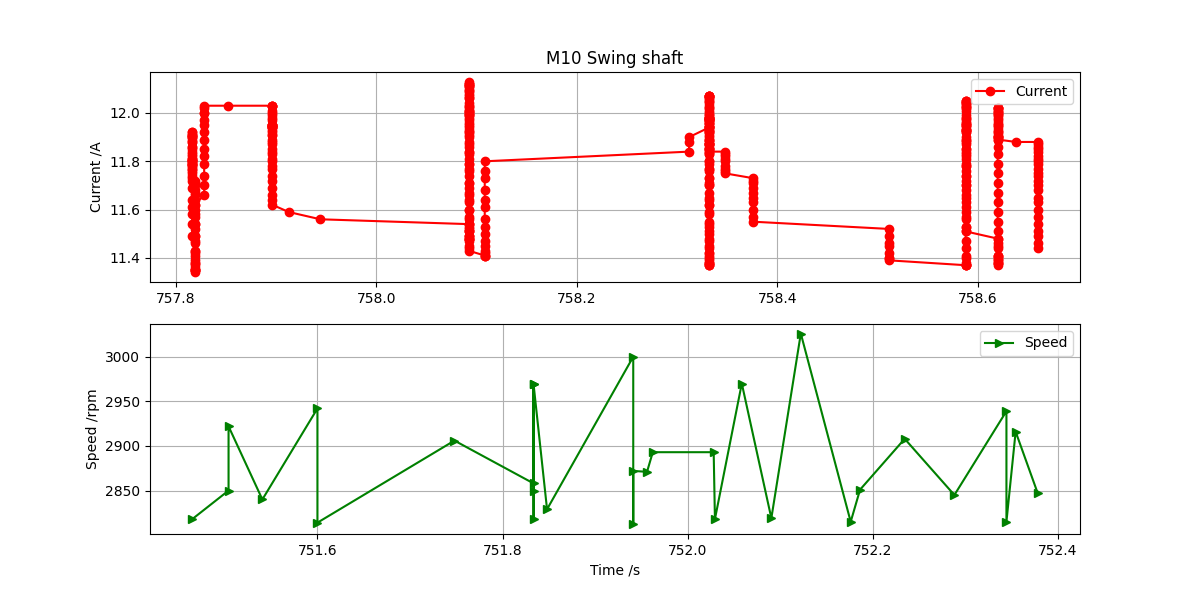 M10 Swing shaft
Current /A
12.0
11.8
11.6
11.4
Current
757.8 758.0 758.2 758.4 758.6
Speed /rpm
3000
2950
2900
2850
Speed
751.6 751.8 752.0 752.2 752.4
Time /s